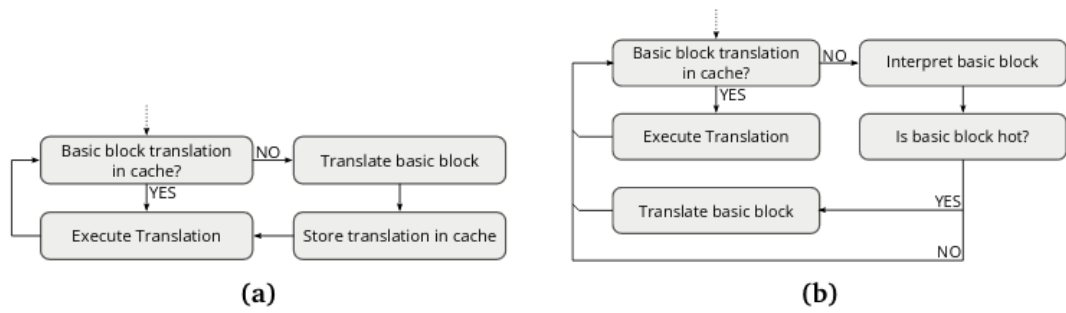 Basic block translation
in cache?
NO
Translate basic block
YES
Execute Translation
Store translation in cache
(a)
Basic block translation
in cache?
NO
Interpret basic block
YES
Execute Translation
Is basic block hot?
Translate basic block
YES
NO
(b)